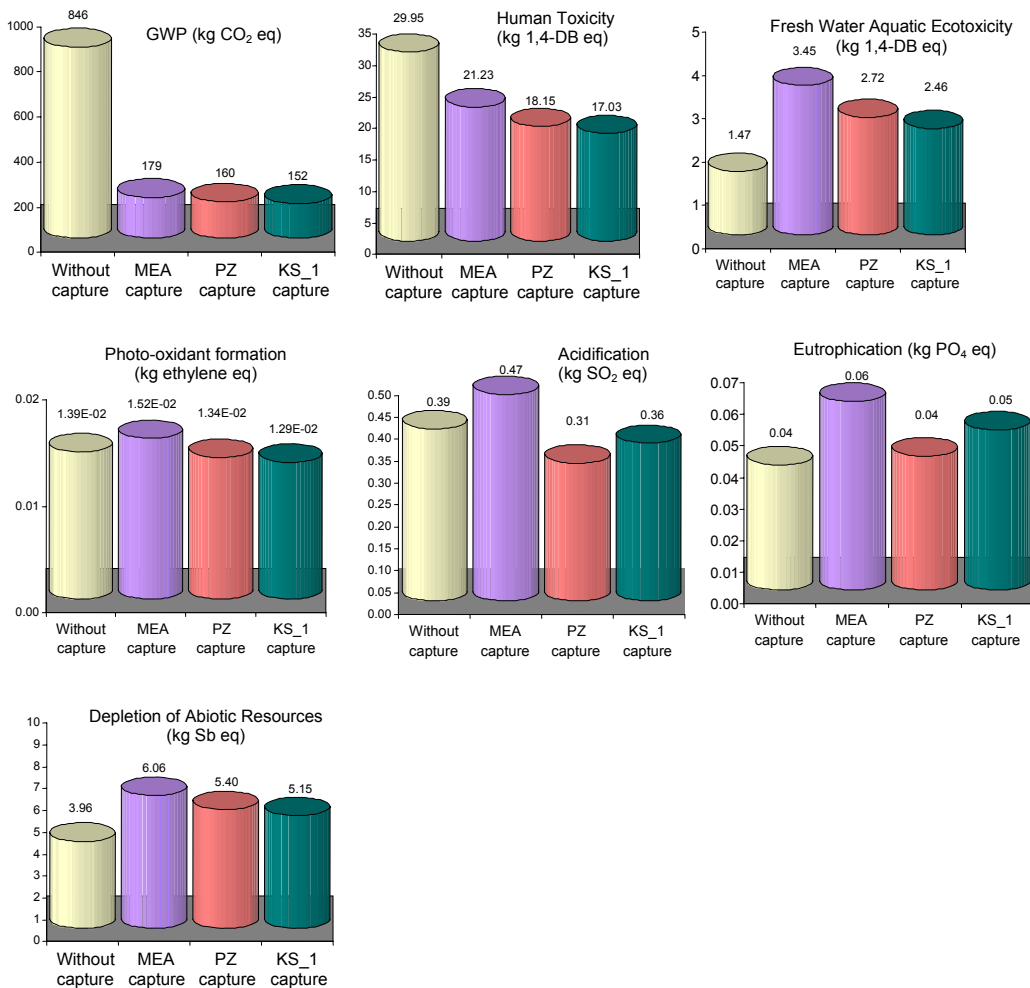 GWP (kg CO₂ eq)
1000
800
600
400
200
0
846
179
160
152
Without capture
MEA capture
PZ capture
KS_1 capture
Human Toxicity
(kg 1,4-DB eq)
35
30
25
20
15
10
5
0
29.95
21.23
18.15
17.03
Without capture
MEA capture
PZ capture
KS_1 capture
Fresh Water Aquatic Ecotoxicity
(kg 1,4-DB eq)
5
4
3
2
1
0
1.47
3.45
2.72
2.46
Without capture
MEA capture
PZ capture
KS_1 capture
Photo-oxidant formation
(kg ethylene eq)
0.02
0.01
0.00
1.39E-02
1.52E-02
1.34E-02
1.29E-02
Without capture
MEA capture
PZ capture
KS_1 capture
Acidification
(kg SO₂ eq)
0.50
0.45
0.40
0.35
0.30
0.25
0.20
0.15
0.10
0.05
0.00
0.39
0.47
0.31
0.36
Without capture
MEA capture
PZ capture
KS_1 capture
Eutrophication (kg PO₄ eq)
0.07
0.06
0.05
0.04
0.03
0.02
0.01
0.00
0.04
0.06
0.04
0.05
Without capture
MEA capture
PZ capture
KS_1 capture
Depletion of Abiotic Resources
(kg Sb eq)
10
9
8
7
6
5
4
3
2
1
0
3.96
6.06
5.40
5.15
Without capture
MEA capture
PZ capture
KS_1 capture